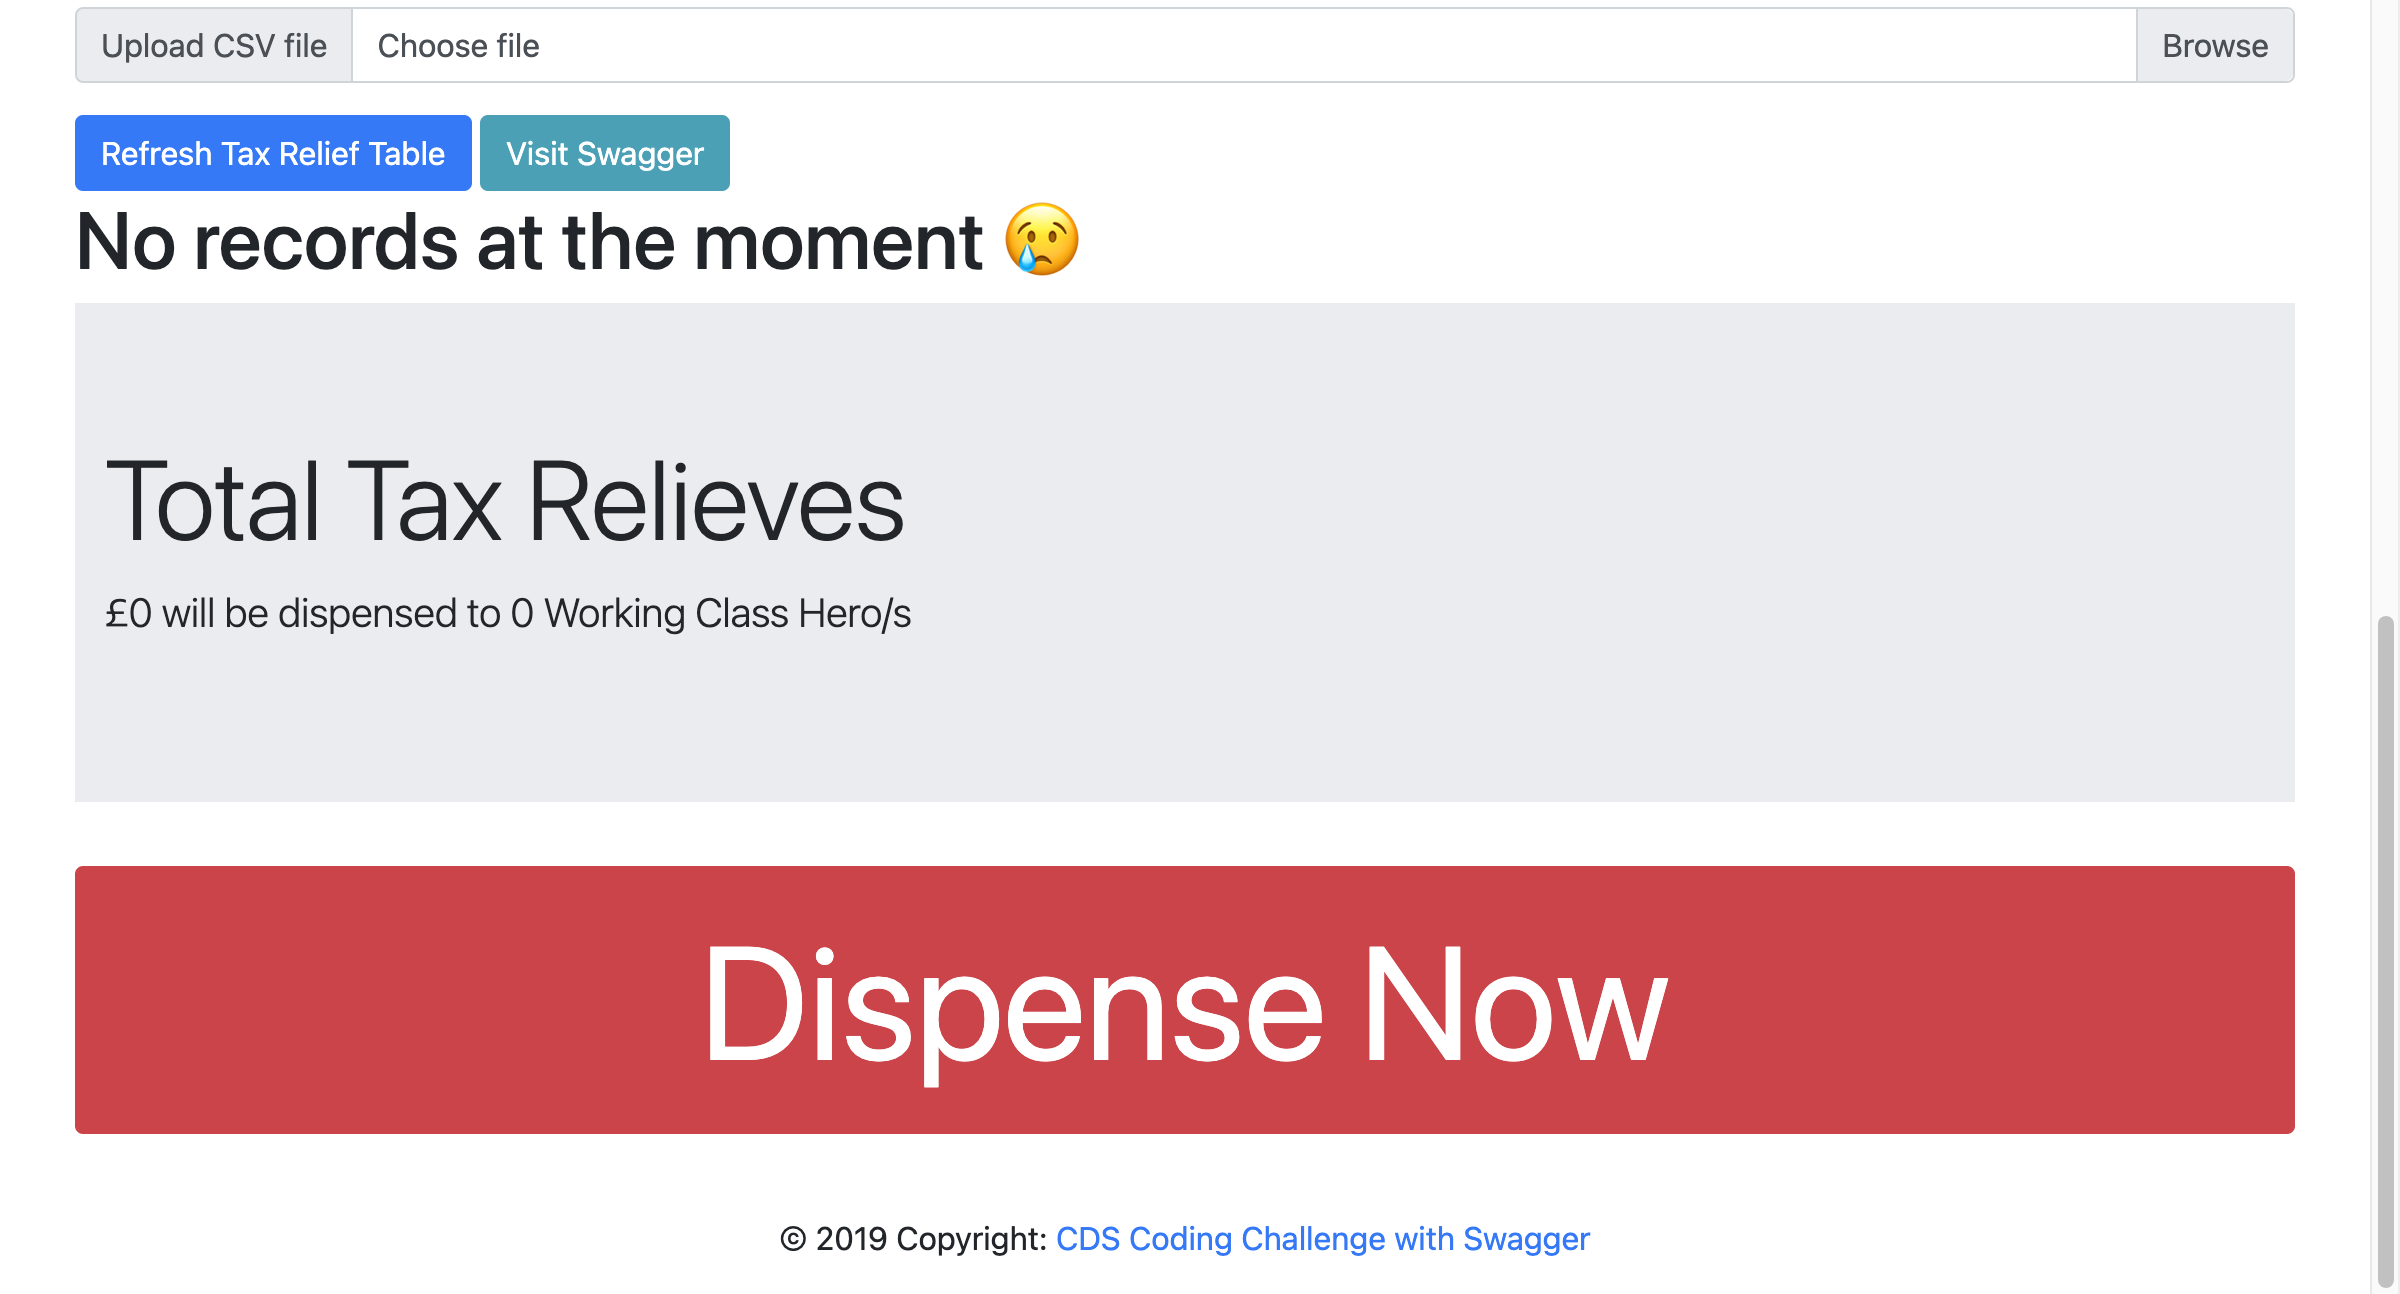 Upload CSV file Choose file Browse
Refresh Tax Relief Table Visit Swagger
No records at the moment 😢
Total Tax Relieves
£0 will be dispensed to 0 Working Class Hero/s
Dispense Now
© 2019 Copyright: CDS Coding Challenge with Swagger